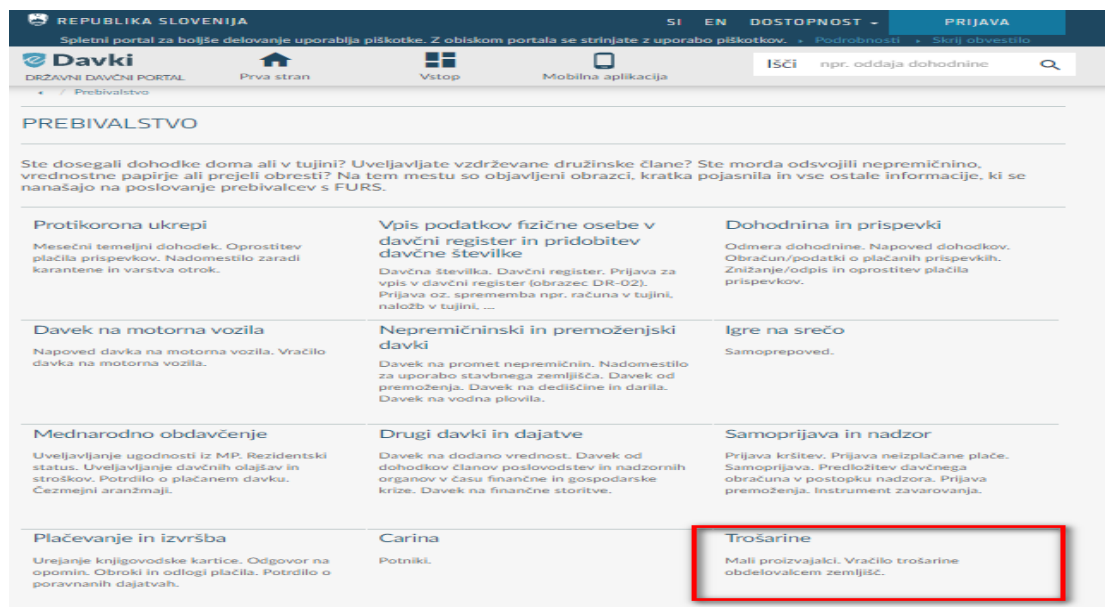 REPUBLIKA SLOVENIJA
SI EN DOSTOPNOST PRIJAVA
Spletni portal za boljše delovanje uporablja piškotke. Z obiskom portala se strinjate z uporabo piškotkov. Podrobnosti Skrij obvestilo
Davki
DRŽAVNI DAVČNI PORTAL
Prva stran
Vstop
Mobilna aplikacija
Išči npr. oddaja dohodnine
/ Prebivalstvo
PREBIVALSTVO
Ste dosegali dohodke doma ali v tujini? Uveljavljate vzdrževane družinske člane? Ste morda odsvojili nepremičnino,
vrednostne papirje ali prejeli obresti? Na tem mestu so objavljeni obrazci, kratka pojasnila in vse ostale informacije, ki se
nanašajo na poslovanje prebivalcev s FURS.
Protikorona ukrepi
Mesečni temeljni dohodek. Oprostitev
plačila prispevkov. Nadomestilo zaradi
karantene in varstva otrok.
Vpis podatkov fizične osebe v
davčni register in pridobitev
davčne številke
Davčna številka. Davčni register. Prijava za
vpis v davčni register (obrazec DR-02).
Prijava oz. sprememba npr. računa v tujini,
naložb v tujini, ...
Dohodnina in prispevki
Odmera dohodnine. Napoved dohodkov.
Obračun/podatki o plačanih prispevkih.
Znižanje/odpis in oprostitev plačila
prispevkov.
Davek na motorna vozila
Napoved davka na motorna vozila. Vračilo
davka na motorna vozila.
Nepremičninski in premoženjski
davki
Davek na promet nepremičnin. Nadomestilo
za uporabo stavbnega zemljišča. Davek od
premoženja. Davek na dediščine in darila.
Davek na vodna plovila.
Igre na srečo
Samoprepoved.
Mednarodno obdavčenje
Uveljavljanje ugodnosti iz MP. Rezidentski
status. Uveljavljanje davčnih olajšav in
stroškov. Potrdilo o plačanem davku.
Čezmejni aranžmaji.
Drugi davki in dajatve
Davek na dodano vrednost. Davek od
dohodkov članov poslovodstev in nadzornih
organov v času finančne in gospodarske
krize. Davek na finančne storitve.
Samoprijava in nadzor
Prijava kršitev. Prijava neizplačane plače.
Samoprijava. Predložitev davčnega
obračuna v postopku nadzora. Prijava
premoženja. Instrument zavarovanja.
Plačevanje in izvršba
Urejanje knjigovodske kartice. Odgovor na
opomin. Obroki in odlogi plačila. Potrdilo o
poravnanih dajatvah.
Carina
Potniki.
Trošarine
Mali proizvajalci. Vračilo trošarine
obdelovalcem zemljišč.